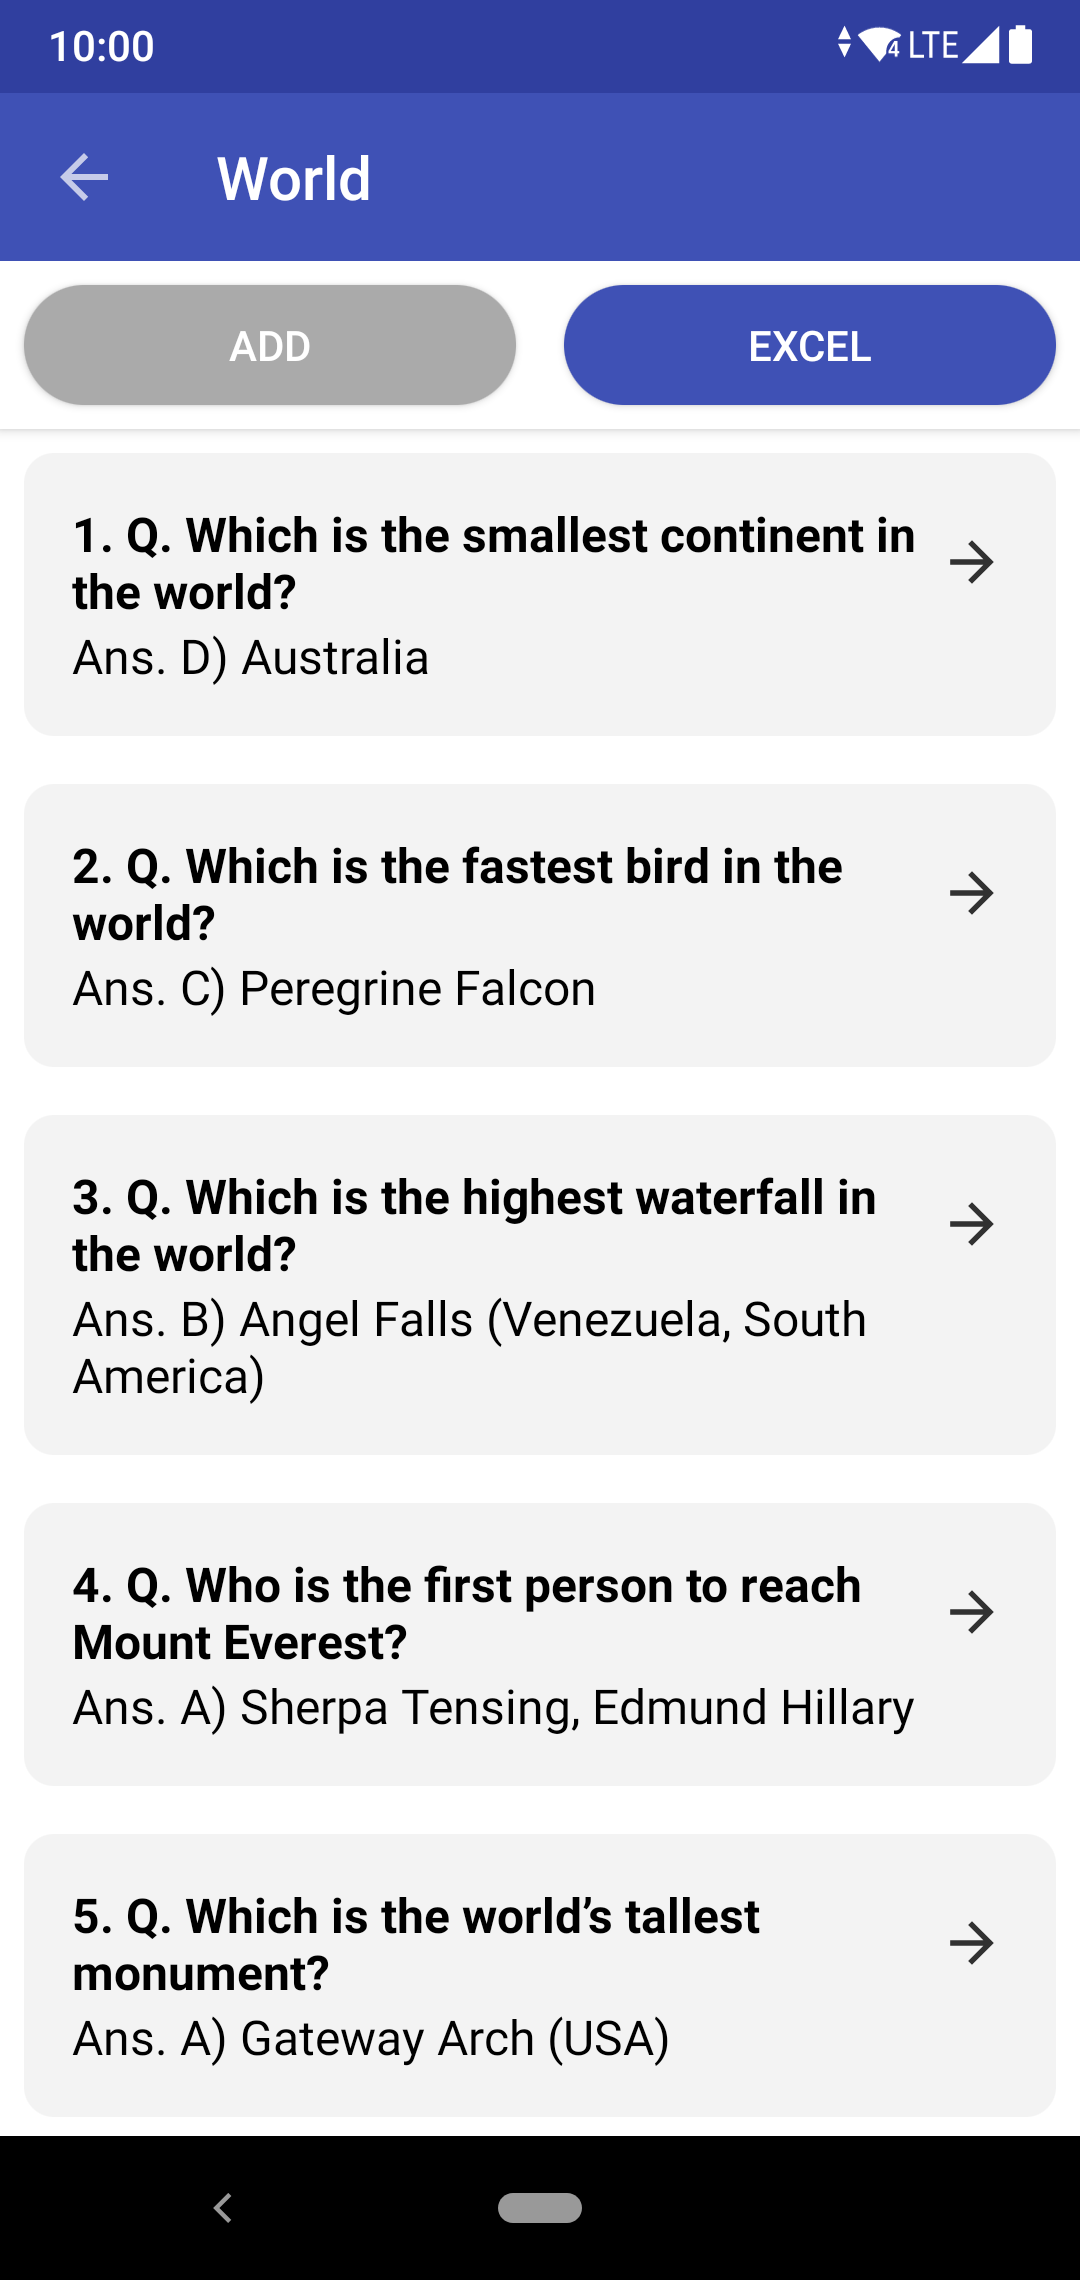 10:00
4 LTE
World
ADD
EXCEL
1. Q. Which is the smallest continent in
the world?
Ans. D) Australia
2. Q. Which is the fastest bird in the
world?
Ans. C) Peregrine Falcon
3. Q. Which is the highest waterfall in
the world?
Ans. B) Angel Falls (Venezuela, South
America)
4. Q. Who is the first person to reach
Mount Everest?
Ans. A) Sherpa Tensing, Edmund Hillary
5. Q. Which is the world’s tallest
monument?
Ans. A) Gateway Arch (USA)